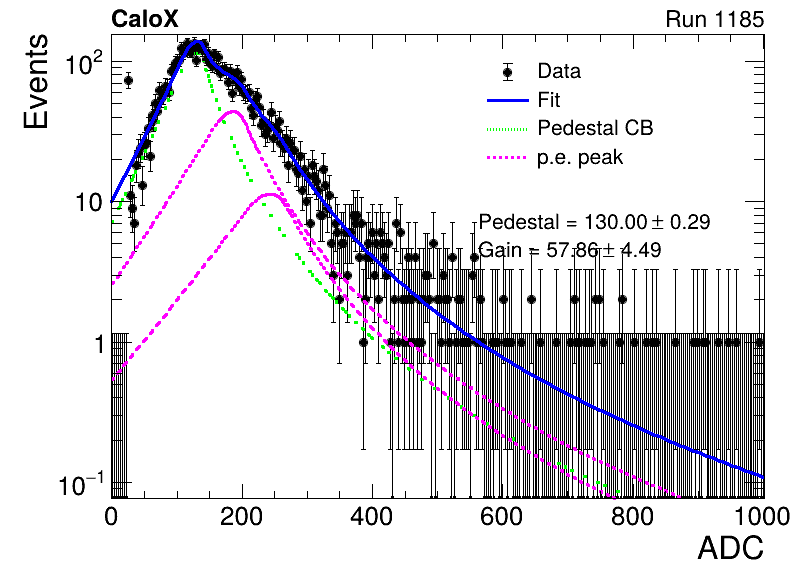 CaloX Run 1185
Events
Data
Fit
Pedestal CB
p.e. peak
Pedestal = 130.00 ± 0.29
Gain = 57.86 ± 4.49
10²
10
1
10⁻¹
0 200 400 600 800 1000
ADC